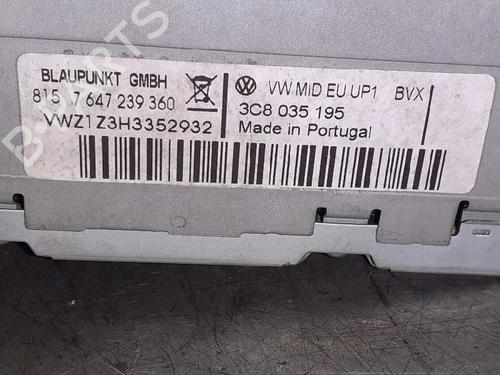 BLAUPUNKT GMBH
815 7 647 239 360
VWZ1Z3H3352932
VW MID EU UP1 BVX
3C8 035 195
Made in Portugal